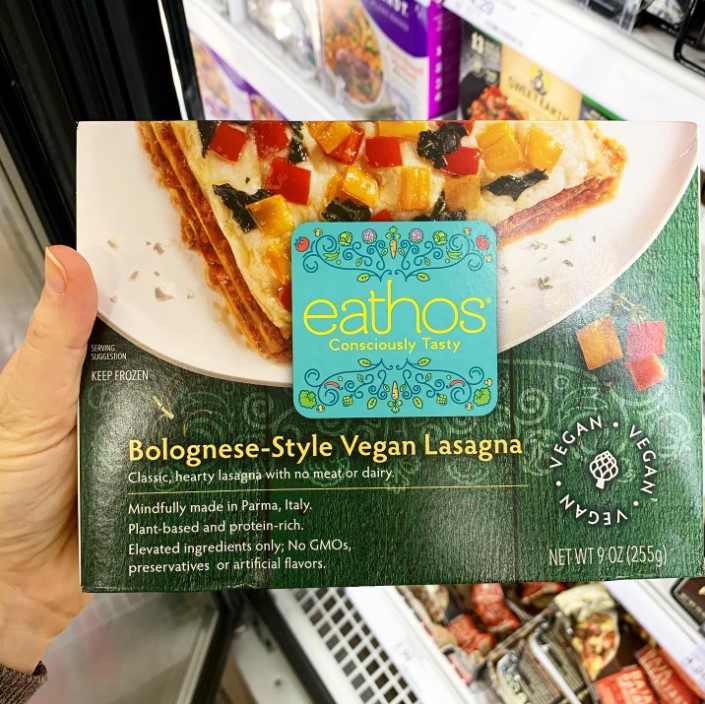 SWEET EARTH
eathos®
Consciously Tasty
SERVING
SUGGESTION
KEEP FROZEN
Bolognese-Style Vegan Lasagna
Classic, hearty lasagna with no meat or dairy.
Mindfully made in Parma, Italy.
Plant-based and protein-rich.
Elevated ingredients only; No GMOs,
preservatives or artificial flavors.
VEGAN • VEGAN • VEGAN •
NET WT 9 OZ (255g)